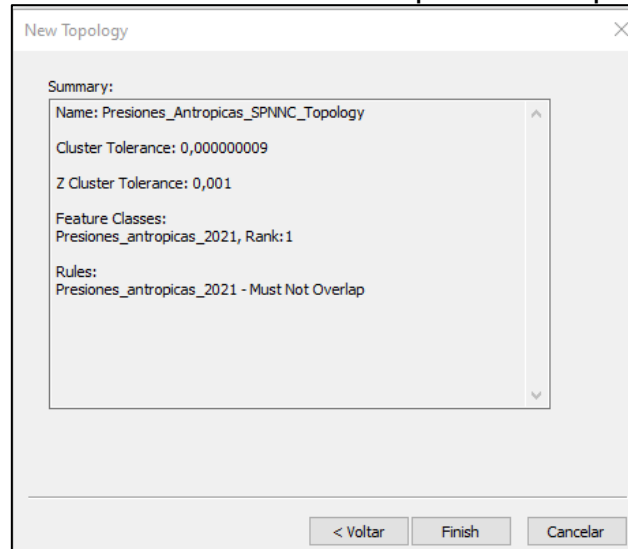 New Topology
Summary:
Name: Presiones_Antropicas_SPNNC_Topology
Cluster Tolerance: 0,000000009
Z Cluster Tolerance: 0,001
Feature Classes:
Presiones_antropicas_2021, Rank:1
Rules:
Presiones_antropicas_2021 - Must Not Overlap
< Voltar
Finish
Cancelar